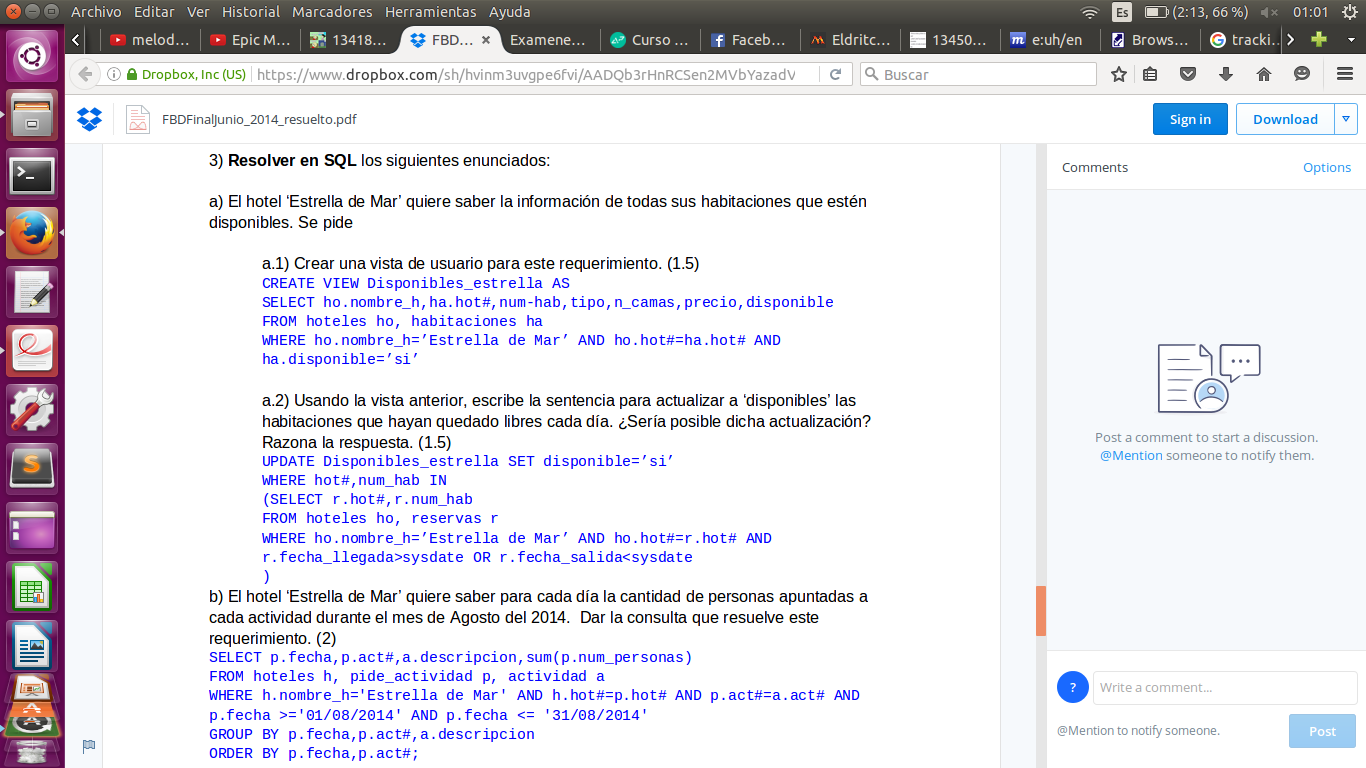 Archivo Editar Ver Historial Marcadores Herramientas Ayuda
Es (2:13, 66 %) 01:01
melod… Epic M… 13418… FBD… × Examene… Curso … Faceb… Eldritc… 13450… e:uh/en Brows… tracki…
Dropbox, Inc (US) https://www.dropbox.com/sh/hvinm3uvgpe6fvi/AADQb3rHnRCSen2MVbYazadV
Buscar
FBDFinalJunio_2014_resuelto.pdf
Sign in Download
3) Resolver en SQL los siguientes enunciados:
a) El hotel ‘Estrella de Mar’ quiere saber la información de todas sus habitaciones que estén
disponibles. Se pide
a.1) Crear una vista de usuario para este requerimiento. (1.5)
CREATE VIEW Disponibles_estrella AS
SELECT ho.nombre_h,ha.hot#,num-hab,tipo,n_camas,precio,disponible
FROM hoteles ho, habitaciones ha
WHERE ho.nombre_h=’Estrella de Mar’ AND ho.hot#=ha.hot# AND
ha.disponible=’si’
a.2) Usando la vista anterior, escribe la sentencia para actualizar a ‘disponibles’ las
habitaciones que hayan quedado libres cada día. ¿Sería posible dicha actualización?
Razona la respuesta. (1.5)
UPDATE Disponibles_estrella SET disponible=’si’
WHERE hot#,num_hab IN
(SELECT r.hot#,r.num_hab
FROM hoteles ho, reservas r
WHERE ho.nombre_h=’Estrella de Mar’ AND ho.hot#=r.hot# AND
r.fecha_llegada>sysdate OR r.fecha_salida<sysdate
)
b) El hotel ‘Estrella de Mar’ quiere saber para cada día la cantidad de personas apuntadas a
cada actividad durante el mes de Agosto del 2014.  Dar la consulta que resuelve este
requerimiento. (2)
SELECT p.fecha,p.act#,a.descripcion,sum(p.num_personas)
FROM hoteles h, pide_actividad p, actividad a
WHERE h.nombre_h='Estrella de Mar' AND h.hot#=p.hot# AND p.act#=a.act# AND
p.fecha >='01/08/2014' AND p.fecha <= '31/08/2014'
GROUP BY p.fecha,p.act#,a.descripcion
ORDER BY p.fecha,p.act#;
Comments Options
Post a comment to start a discussion.
@Mention someone to notify them.
? Write a comment...
@Mention to notify someone. Post